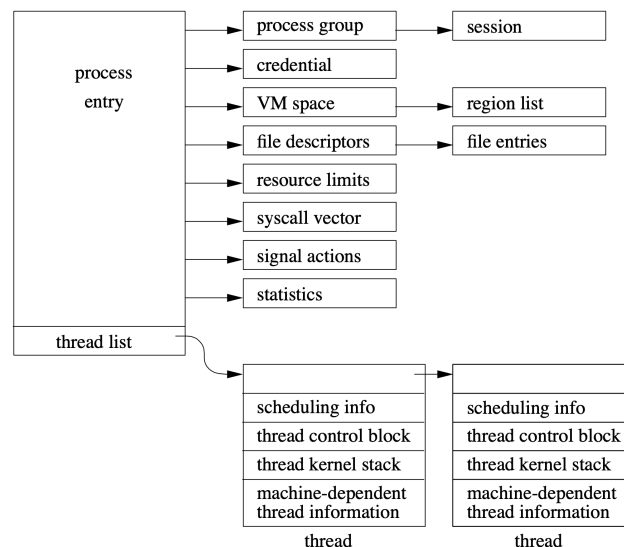 process
entry
process group
session
credential
VM space
region list
file descriptors
file entries
resource limits
syscall vector
signal actions
statistics
thread list
scheduling info
thread control block
thread kernel stack
machine-dependent
thread information
thread
scheduling info
thread control block
thread kernel stack
machine-dependent
thread information
thread